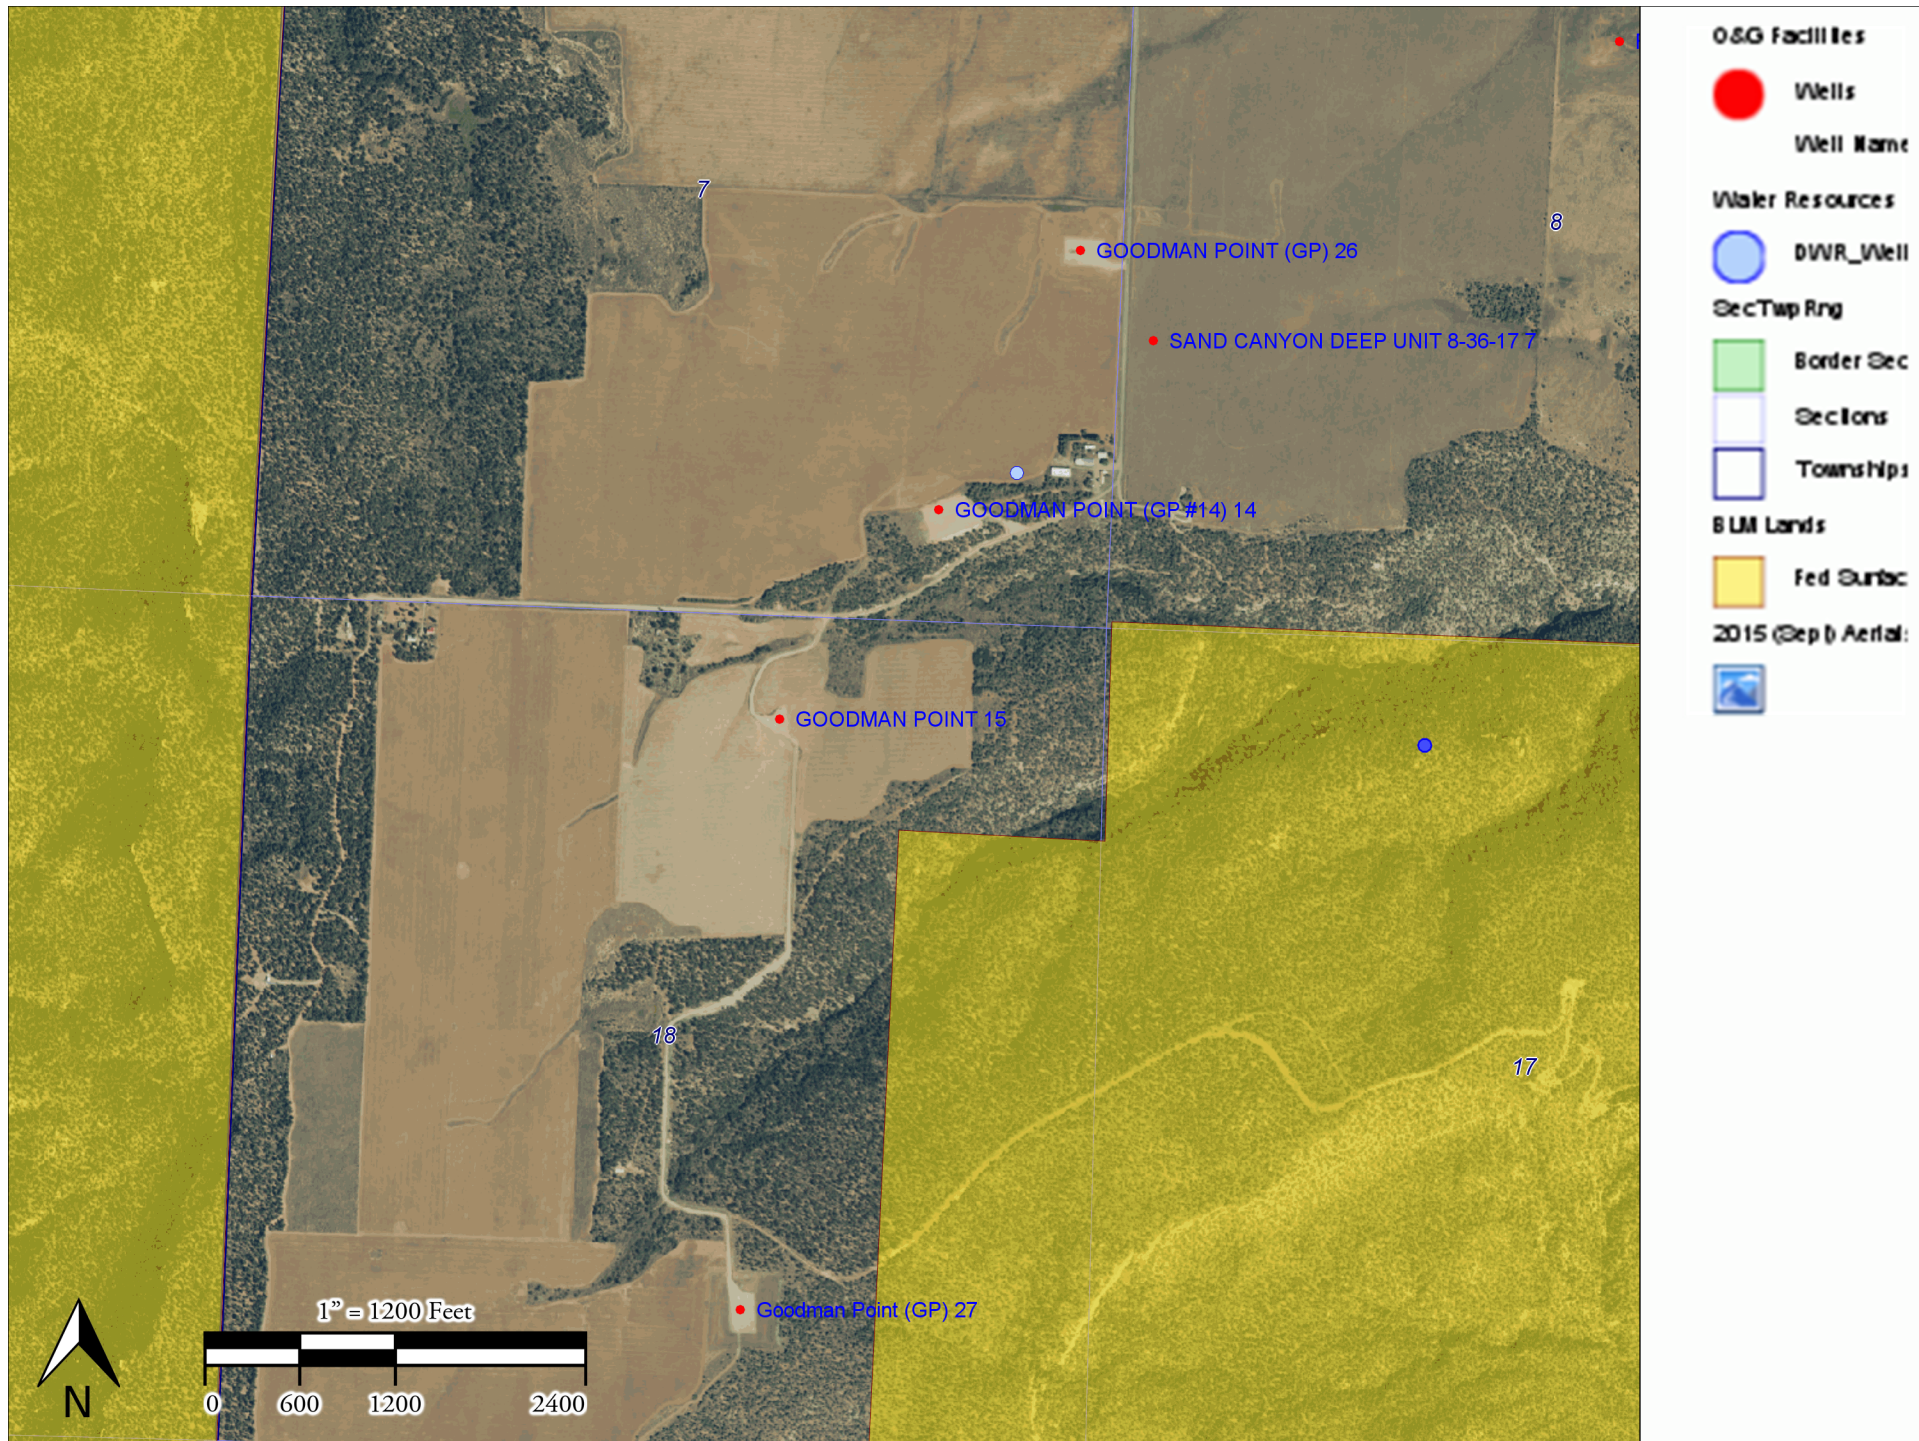 7
8
GOODMAN POINT (GP) 26
SAND CANYON DEEP UNIT 8-36-17 7
GOODMAN POINT (GP #14) 14
GOODMAN POINT 15
18
17
Goodman Point (GP) 27
1” = 1200 Feet
0 600 1200 2400
N
O&G Facilities
Wells
Well Name
Water Resources
DWR_Well
SecTwpRng
Border Sec
Sections
Townships
BLM Lands
Fed Surfac
2015 (Sept) Aerials